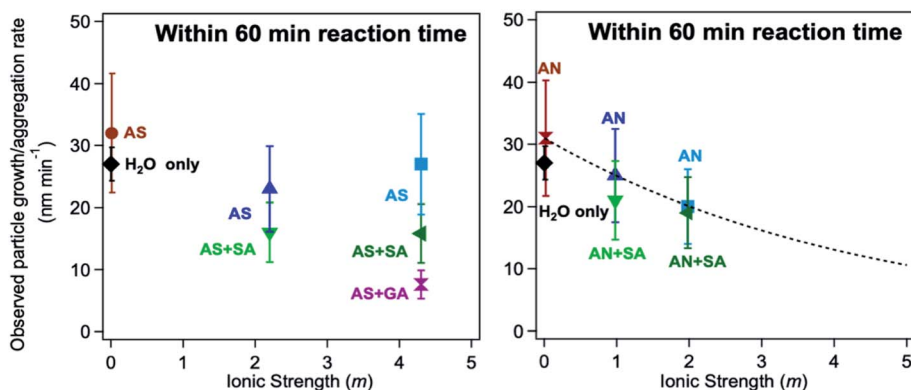 Observed particle growth/aggregation rate
(nm min⁻¹)
Within 60 min reaction time
50
40
30
20
10
0
AS
H₂O only
AS
AS+SA
AS
AS+SA
AS+GA
0
1
2
3
4
5
Ionic Strength (m)
Within 60 min reaction time
50
40
30
20
10
0
AN
H₂O only
AN
AN+SA
AN
AN+SA
0
1
2
3
4
5
Ionic Strength (m)